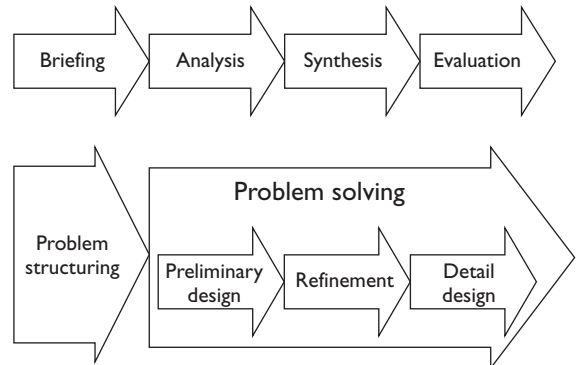 Briefing
Analysis
Synthesis
Evaluation
Problem solving
Problem
structuring
Preliminary
design
Refinement
Detail
design